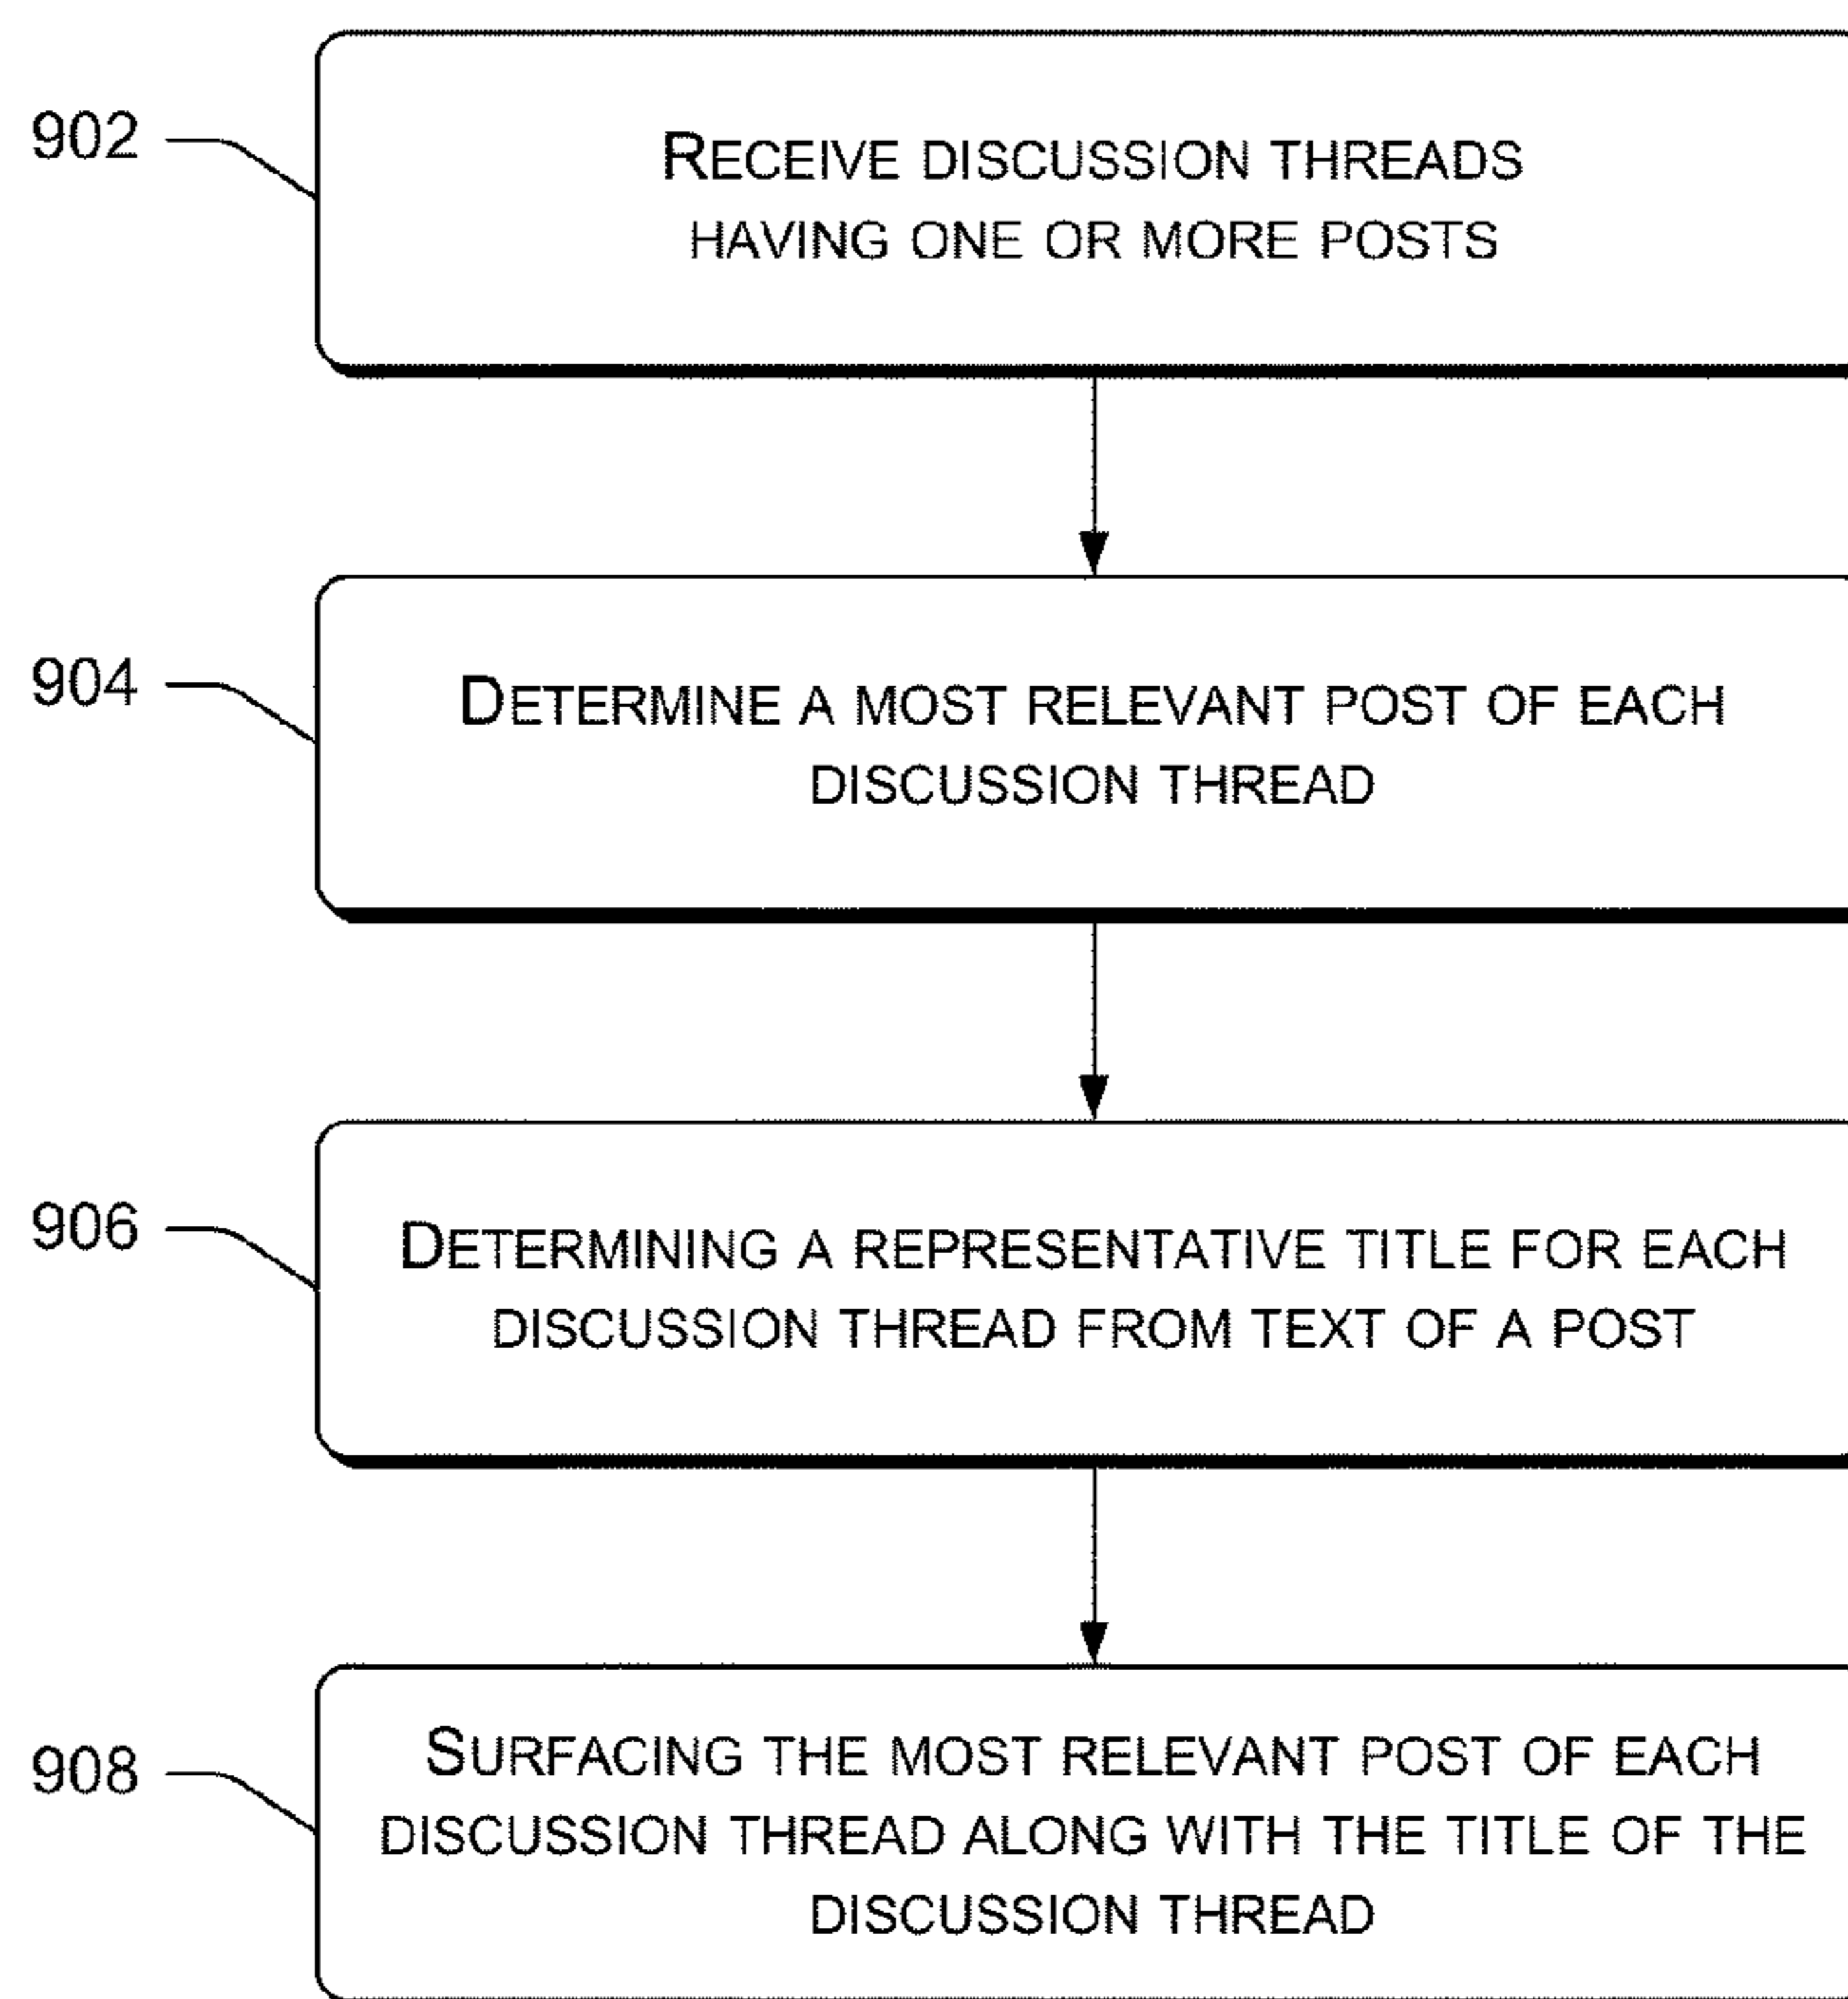 902
RECEIVE DISCUSSION THREADS
HAVING ONE OR MORE POSTS
904
DETERMINE A MOST RELEVANT POST OF EACH
DISCUSSION THREAD
906
DETERMINING A REPRESENTATIVE TITLE FOR EACH
DISCUSSION THREAD FROM TEXT OF A POST
908
SURFACING THE MOST RELEVANT POST OF EACH
DISCUSSION THREAD ALONG WITH THE TITLE OF THE
DISCUSSION THREAD